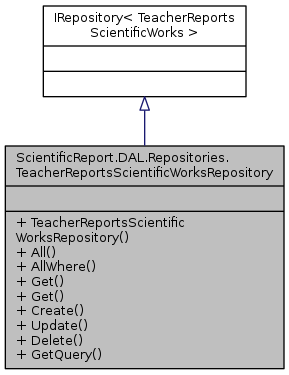 IRepository< TeacherReports
ScientificWorks >
ScientificReport.DAL.Repositories.
TeacherReportsScientificWorksRepository
+ TeacherReportsScientific
WorksRepository()
+ All()
+ AllWhere()
+ Get()
+ Get()
+ Create()
+ Update()
+ Delete()
+ GetQuery()